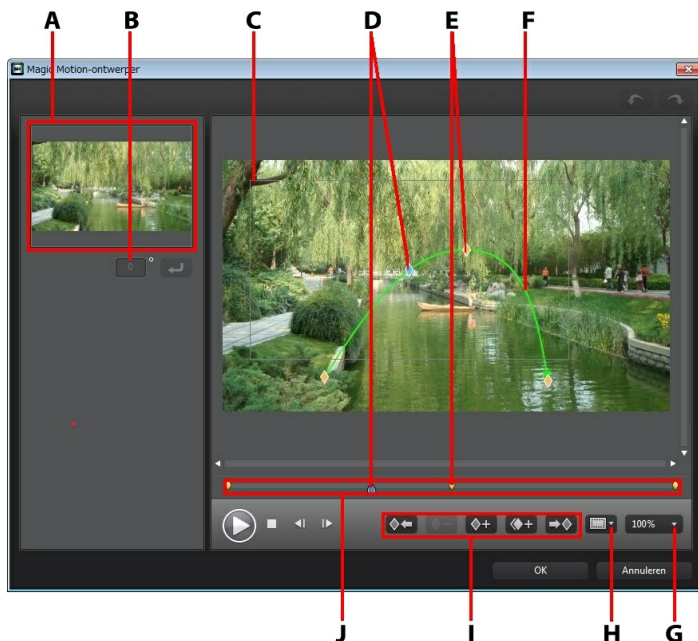 A B C D E F
Magic Motion-ontwerper
0 °
100%
OK Annuleren
J I H G